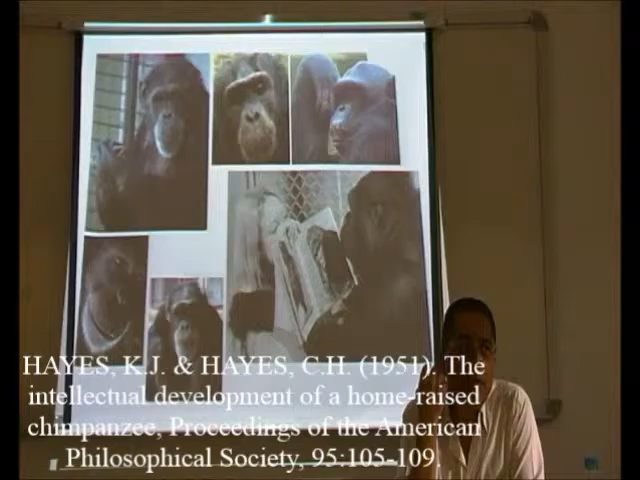 HAYES, K.J. & HAYES, C.H. (1951). The
intellectual development of a home-raised
chimpanzee, Proceedings of the American
Philosophical Society, 95:105-109.